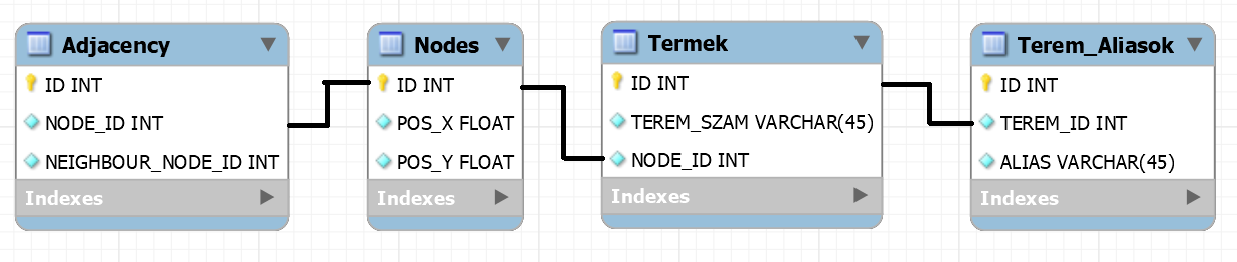 Adjacency
ID INT
NODE_ID INT
NEIGHBOUR_NODE_ID INT
Indexes
Nodes
ID INT
POS_X FLOAT
POS_Y FLOAT
Indexes
Termek
ID INT
TEREM_SZAM VARCHAR(45)
NODE_ID INT
Indexes
Terem_Aliasok
ID INT
TEREM_ID INT
ALIAS VARCHAR(45)
Indexes